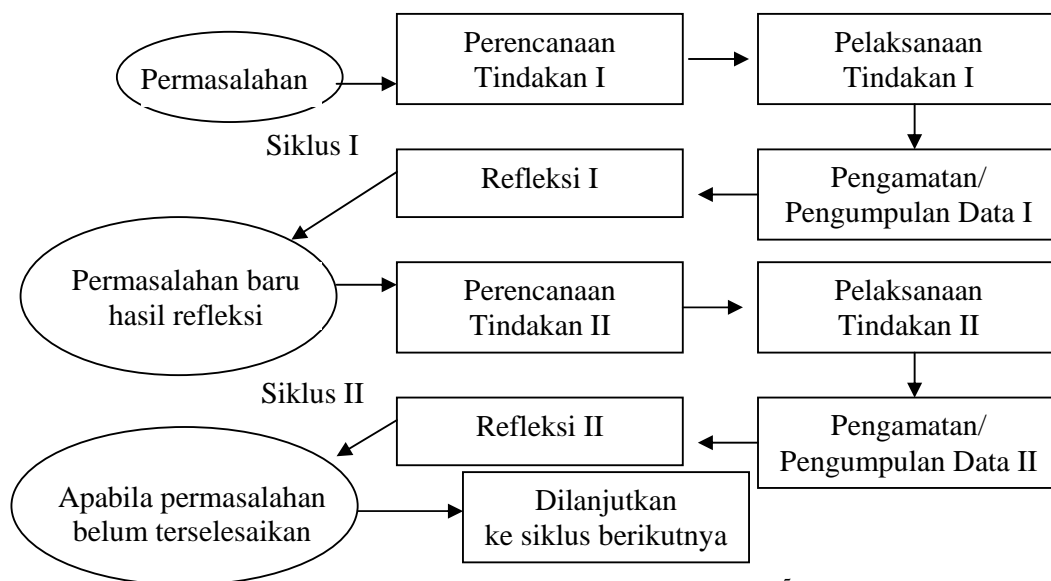 Permasalahan
Perencanaan
Tindakan I
Pelaksanaan
Tindakan I
Siklus I
Refleksi I
Pengamatan/
Pengumpulan Data I
Permasalahan baru
hasil refleksi
Perencanaan
Tindakan II
Pelaksanaan
Tindakan II
Siklus II
Refleksi II
Pengamatan/
Pengumpulan Data II
Apabila permasalahan
belum terselesaikan
Dilanjutkan
ke siklus berikutnya